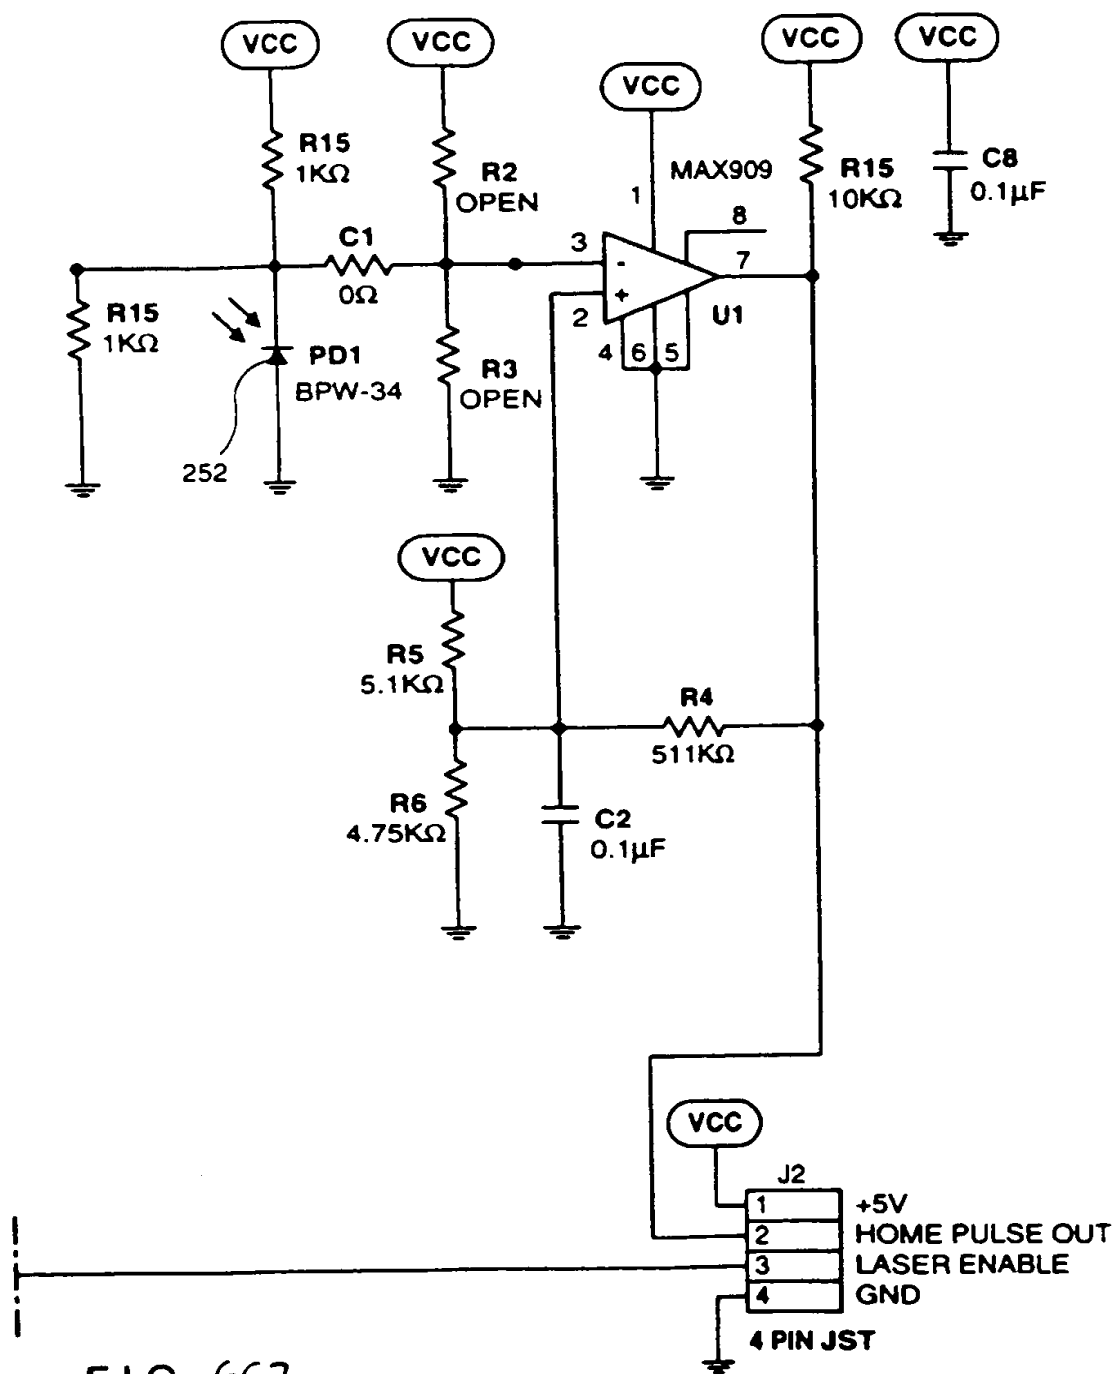 VCC
VCC
VCC
VCC
VCC
R15
1KΩ
R2
OPEN
MAX909
R15
10KΩ
C8
0.1µF
1
8
C1
0Ω
3
-
7
+
2
U1
R15
1KΩ
PD1
BPW-34
252
R3
OPEN
4
6
5
VCC
R5
5.1KΩ
R4
511KΩ
R6
4.75KΩ
C2
0.1µF
VCC
J2
1 +5V
2 HOME PULSE OUT
3 LASER ENABLE
4 GND
4 PIN JST